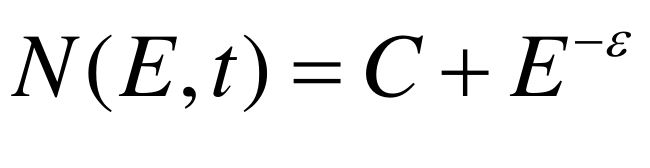 N(E,t) = C + E^{-ε}